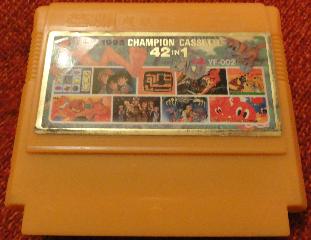 1995 CHAMPION CASSETTE
42 IN 1
YF-002